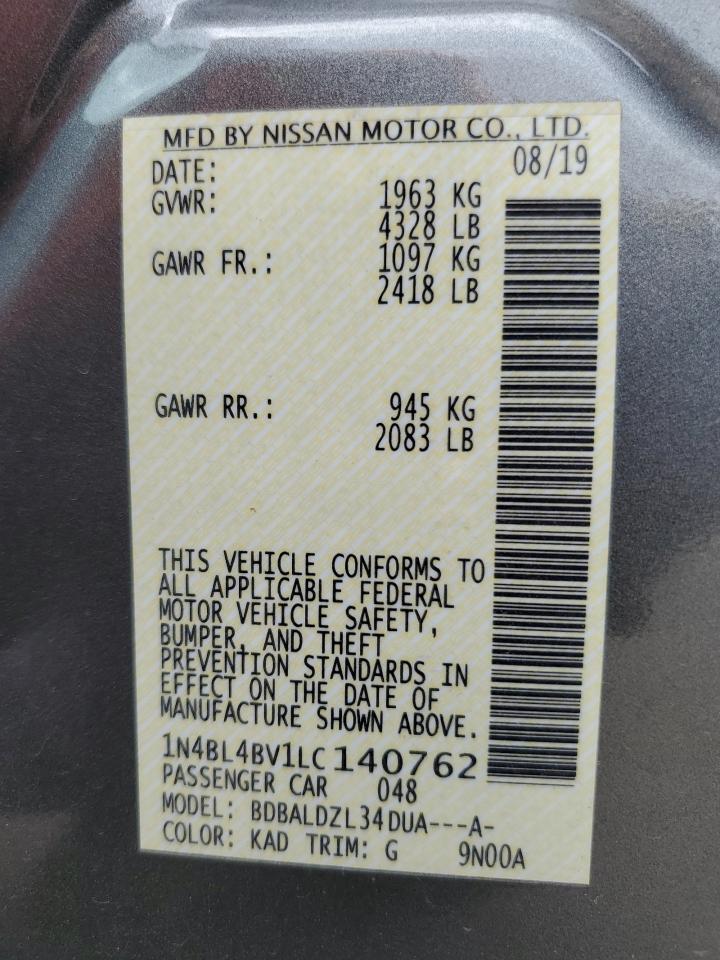 MFD BY NISSAN MOTOR CO., LTD.
DATE: 08/19
GVWR: 1963 KG
4328 LB
GAWR FR.: 1097 KG
2418 LB
GAWR RR.: 945 KG
2083 LB
THIS VEHICLE CONFORMS TO
ALL APPLICABLE FEDERAL
MOTOR VEHICLE SAFETY,
BUMPER, AND THEFT
PREVENTION STANDARDS IN
EFFECT ON THE DATE OF
MANUFACTURE SHOWN ABOVE.
1N4BL4BV1LC140762
PASSENGER CAR 048
MODEL: BDBALDZL34DUA---A-
COLOR: KAD TRIM: G 9N00A